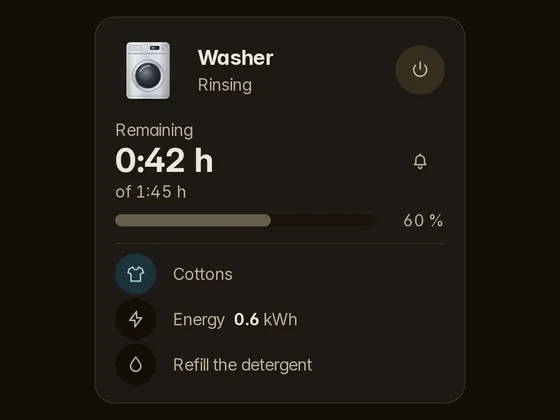 Washer
Rinsing
Remaining
0:42 h
of 1:45 h
60 %
Cottons
Energy 0.6 kWh
Refill the detergent